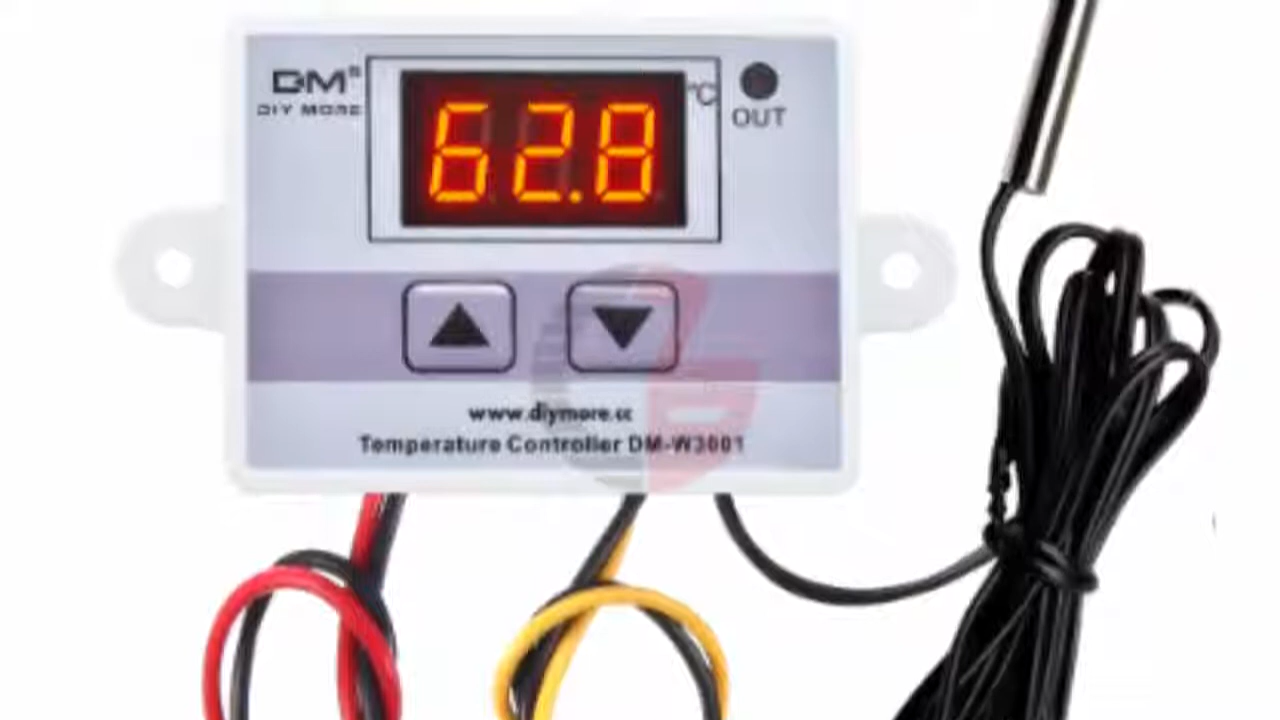 DM®
DIY MORE
62.8
°C
OUT
www.diymore.cc
Temperature Controller DM-W3001